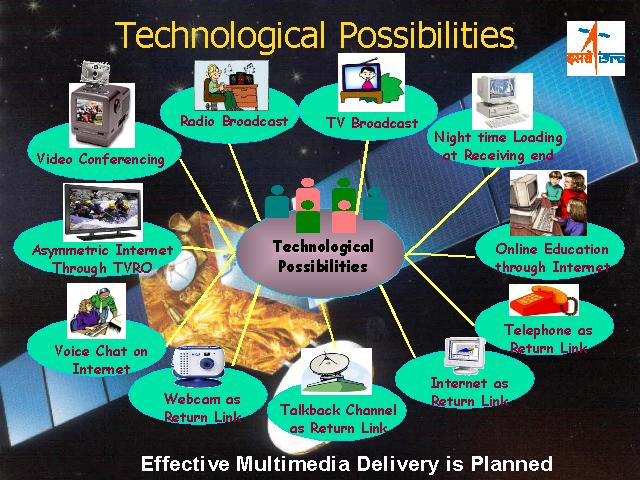 Technological Possibilities
इसरो isro
Radio Broadcast
TV Broadcast
Night time Loading
at Receiving end
Video Conferencing
Technological
Possibilities
Asymmetric Internet
Through TVRO
Online Education
through Internet
Telephone as
Return Link
Voice Chat on
Internet
Internet as
Return Link
Webcam as
Return Link
Talkback Channel
as Return Link
Effective Multimedia Delivery is Planned